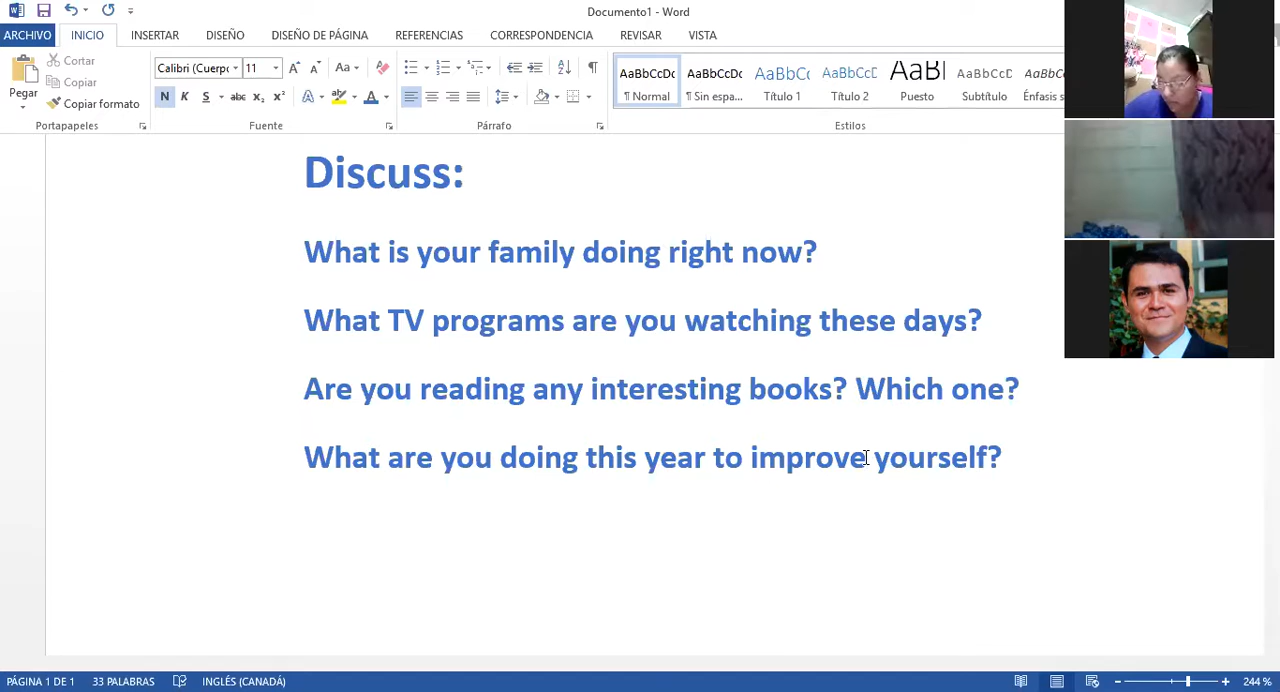 Documento1 - Word
ARCHIVO INICIO INSERTAR DISEÑO DISEÑO DE PÁGINA REFERENCIAS CORRESPONDENCIA REVISAR VISTA
Pegar
Cortar
Copiar
Copiar formato
Portapapeles
Calibri (Cuerpo 11
Aa
N K S abc x₂ x² A A
Fuente
Párrafo
AaBbCcDc AaBbCcDc AaBbCc AaBbCcD AaBl AaBbCcD AaBbCcD
¶ Normal ¶ Sin espa... Título 1 Título 2 Puesto Subtítulo Énfasis s
Estilos
Discuss:
What is your family doing right now?
What TV programs are you watching these days?
Are you reading any interesting books? Which one?
What are you doing this year to improve yourself?
PÁGINA 1 DE 1 33 PALABRAS INGLÉS (CANADÁ) 244 %